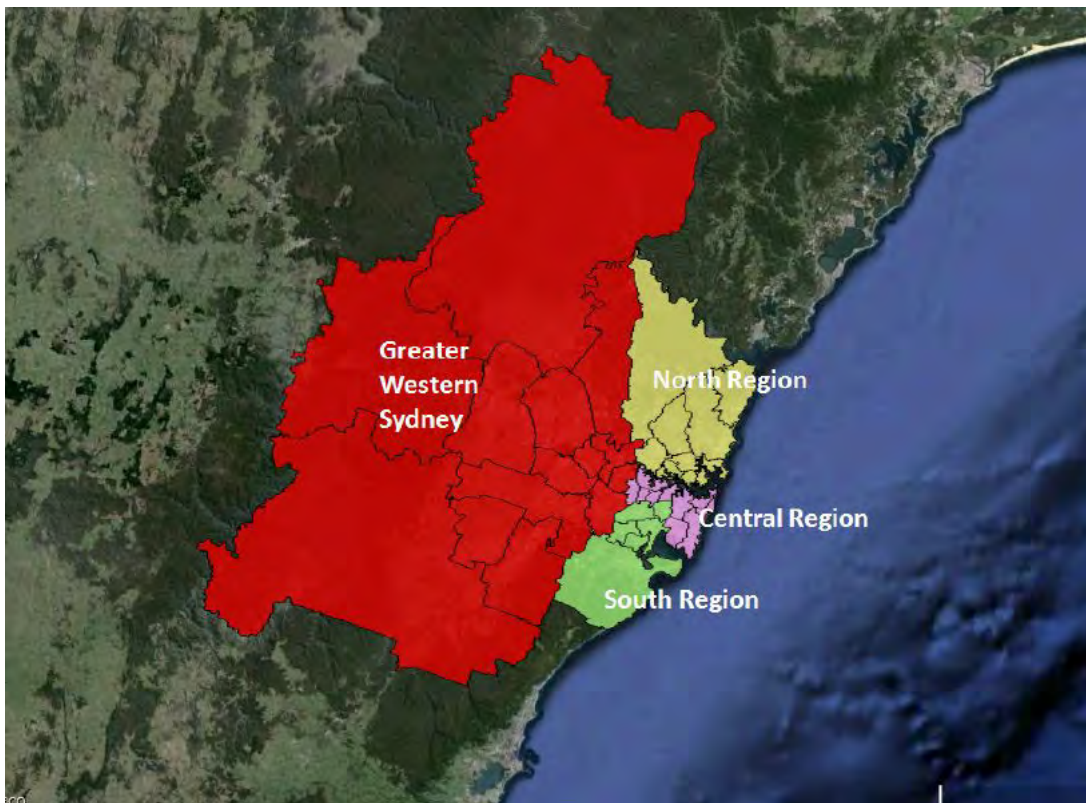 Greater
Western
Sydney
North Region
Central Region
South Region